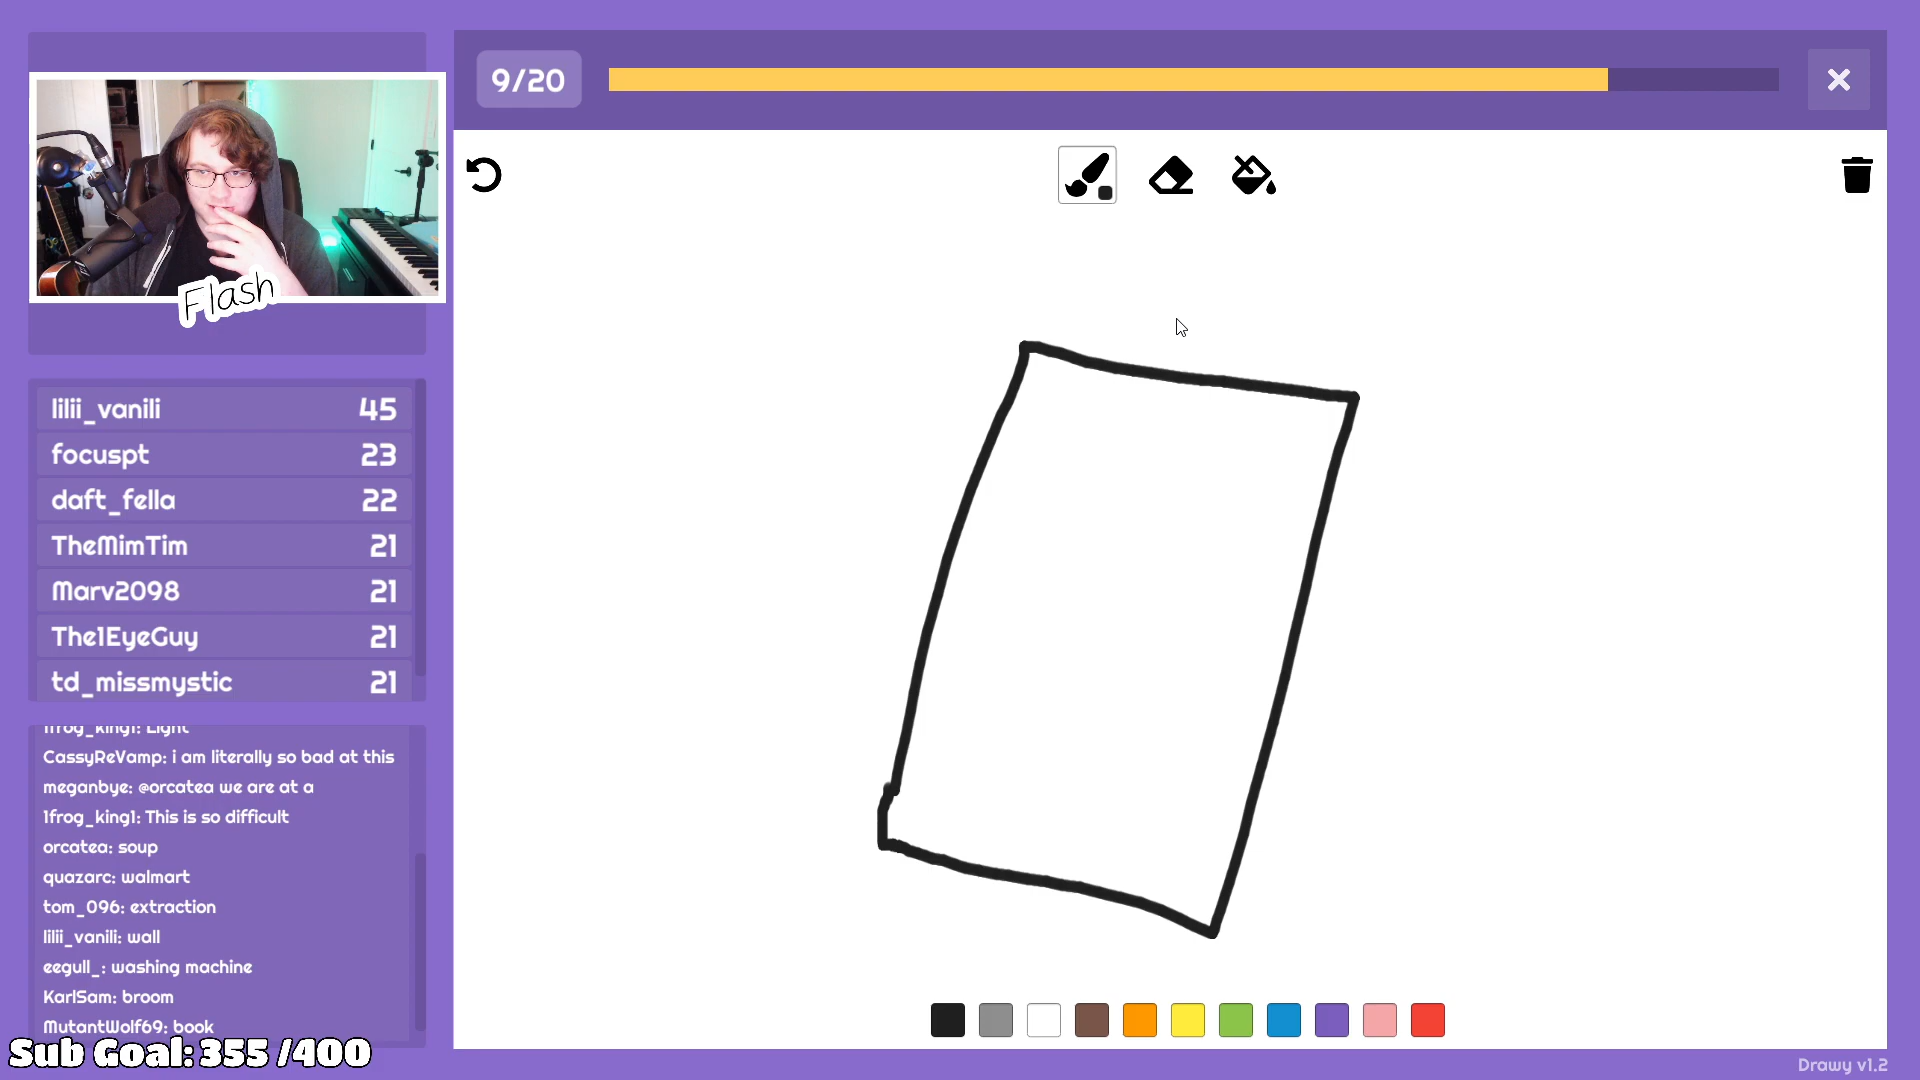 9/20
Flash
lilii_vanili 45
focuspt 23
daft_fella 22
TheMimTim 21
Marv2098 21
The1EyeGuy 21
td_missmystic 21
1frog_king1: Light
CassyReVamp: i am literally so bad at this
meganbye: @orcatea we are at a
1frog_king1: This is so difficult
orcatea: soup
quazarc: walmart
tom_096: extraction
lilii_vanili: wall
eegull_: washing machine
KarlSam: broom
MutantWolf69: book
Sub Goal: 355 /400
Drawy v1.2